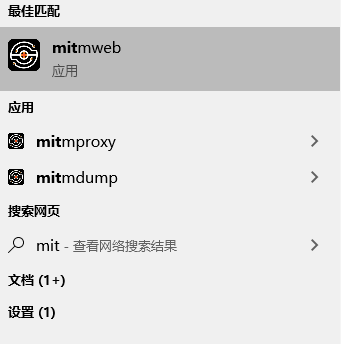 最佳匹配
mitmweb
应用
应用
mitmproxy
mitmdump
搜索网页
mit - 查看网络搜索结果
文档 (1+)
设置 (1)